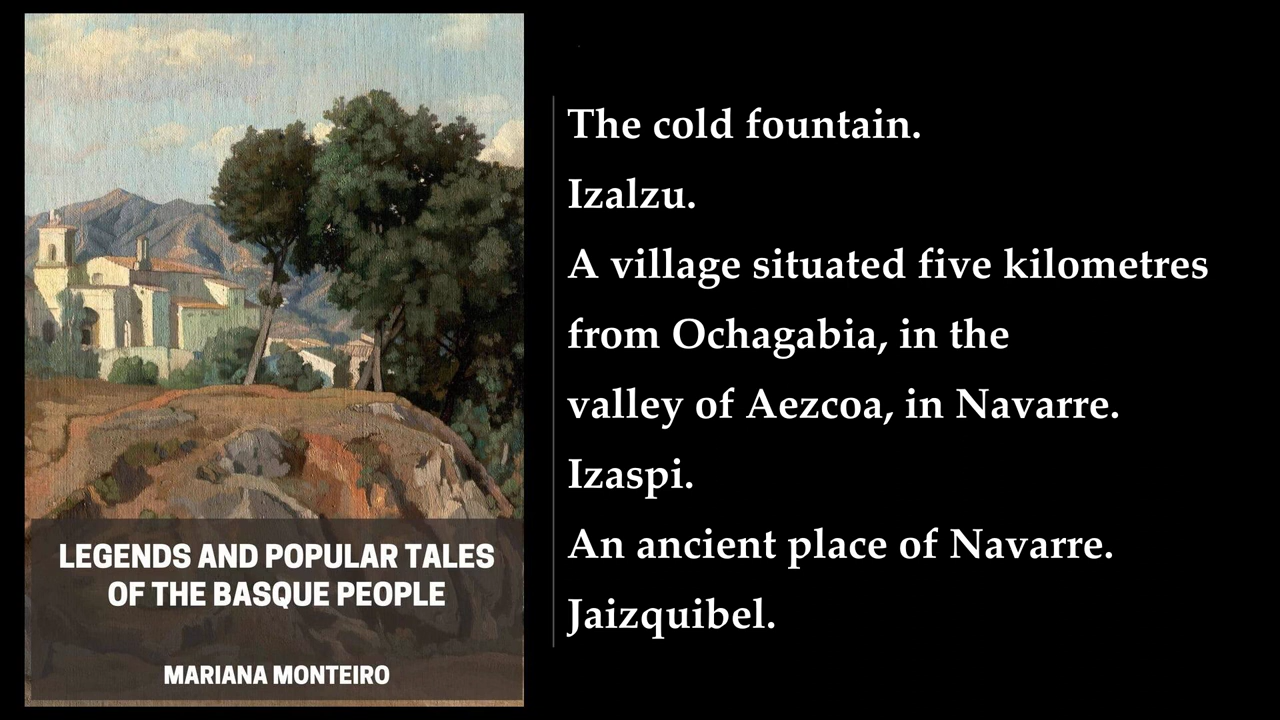 LEGENDS AND POPULAR TALES
OF THE BASQUE PEOPLE
MARIANA MONTEIRO
The cold fountain.
Izalzu.
A village situated five kilometres
from Ochagabia, in the
valley of Aezcoa, in Navarre.
Izaspi.
An ancient place of Navarre.
Jaizquibel.